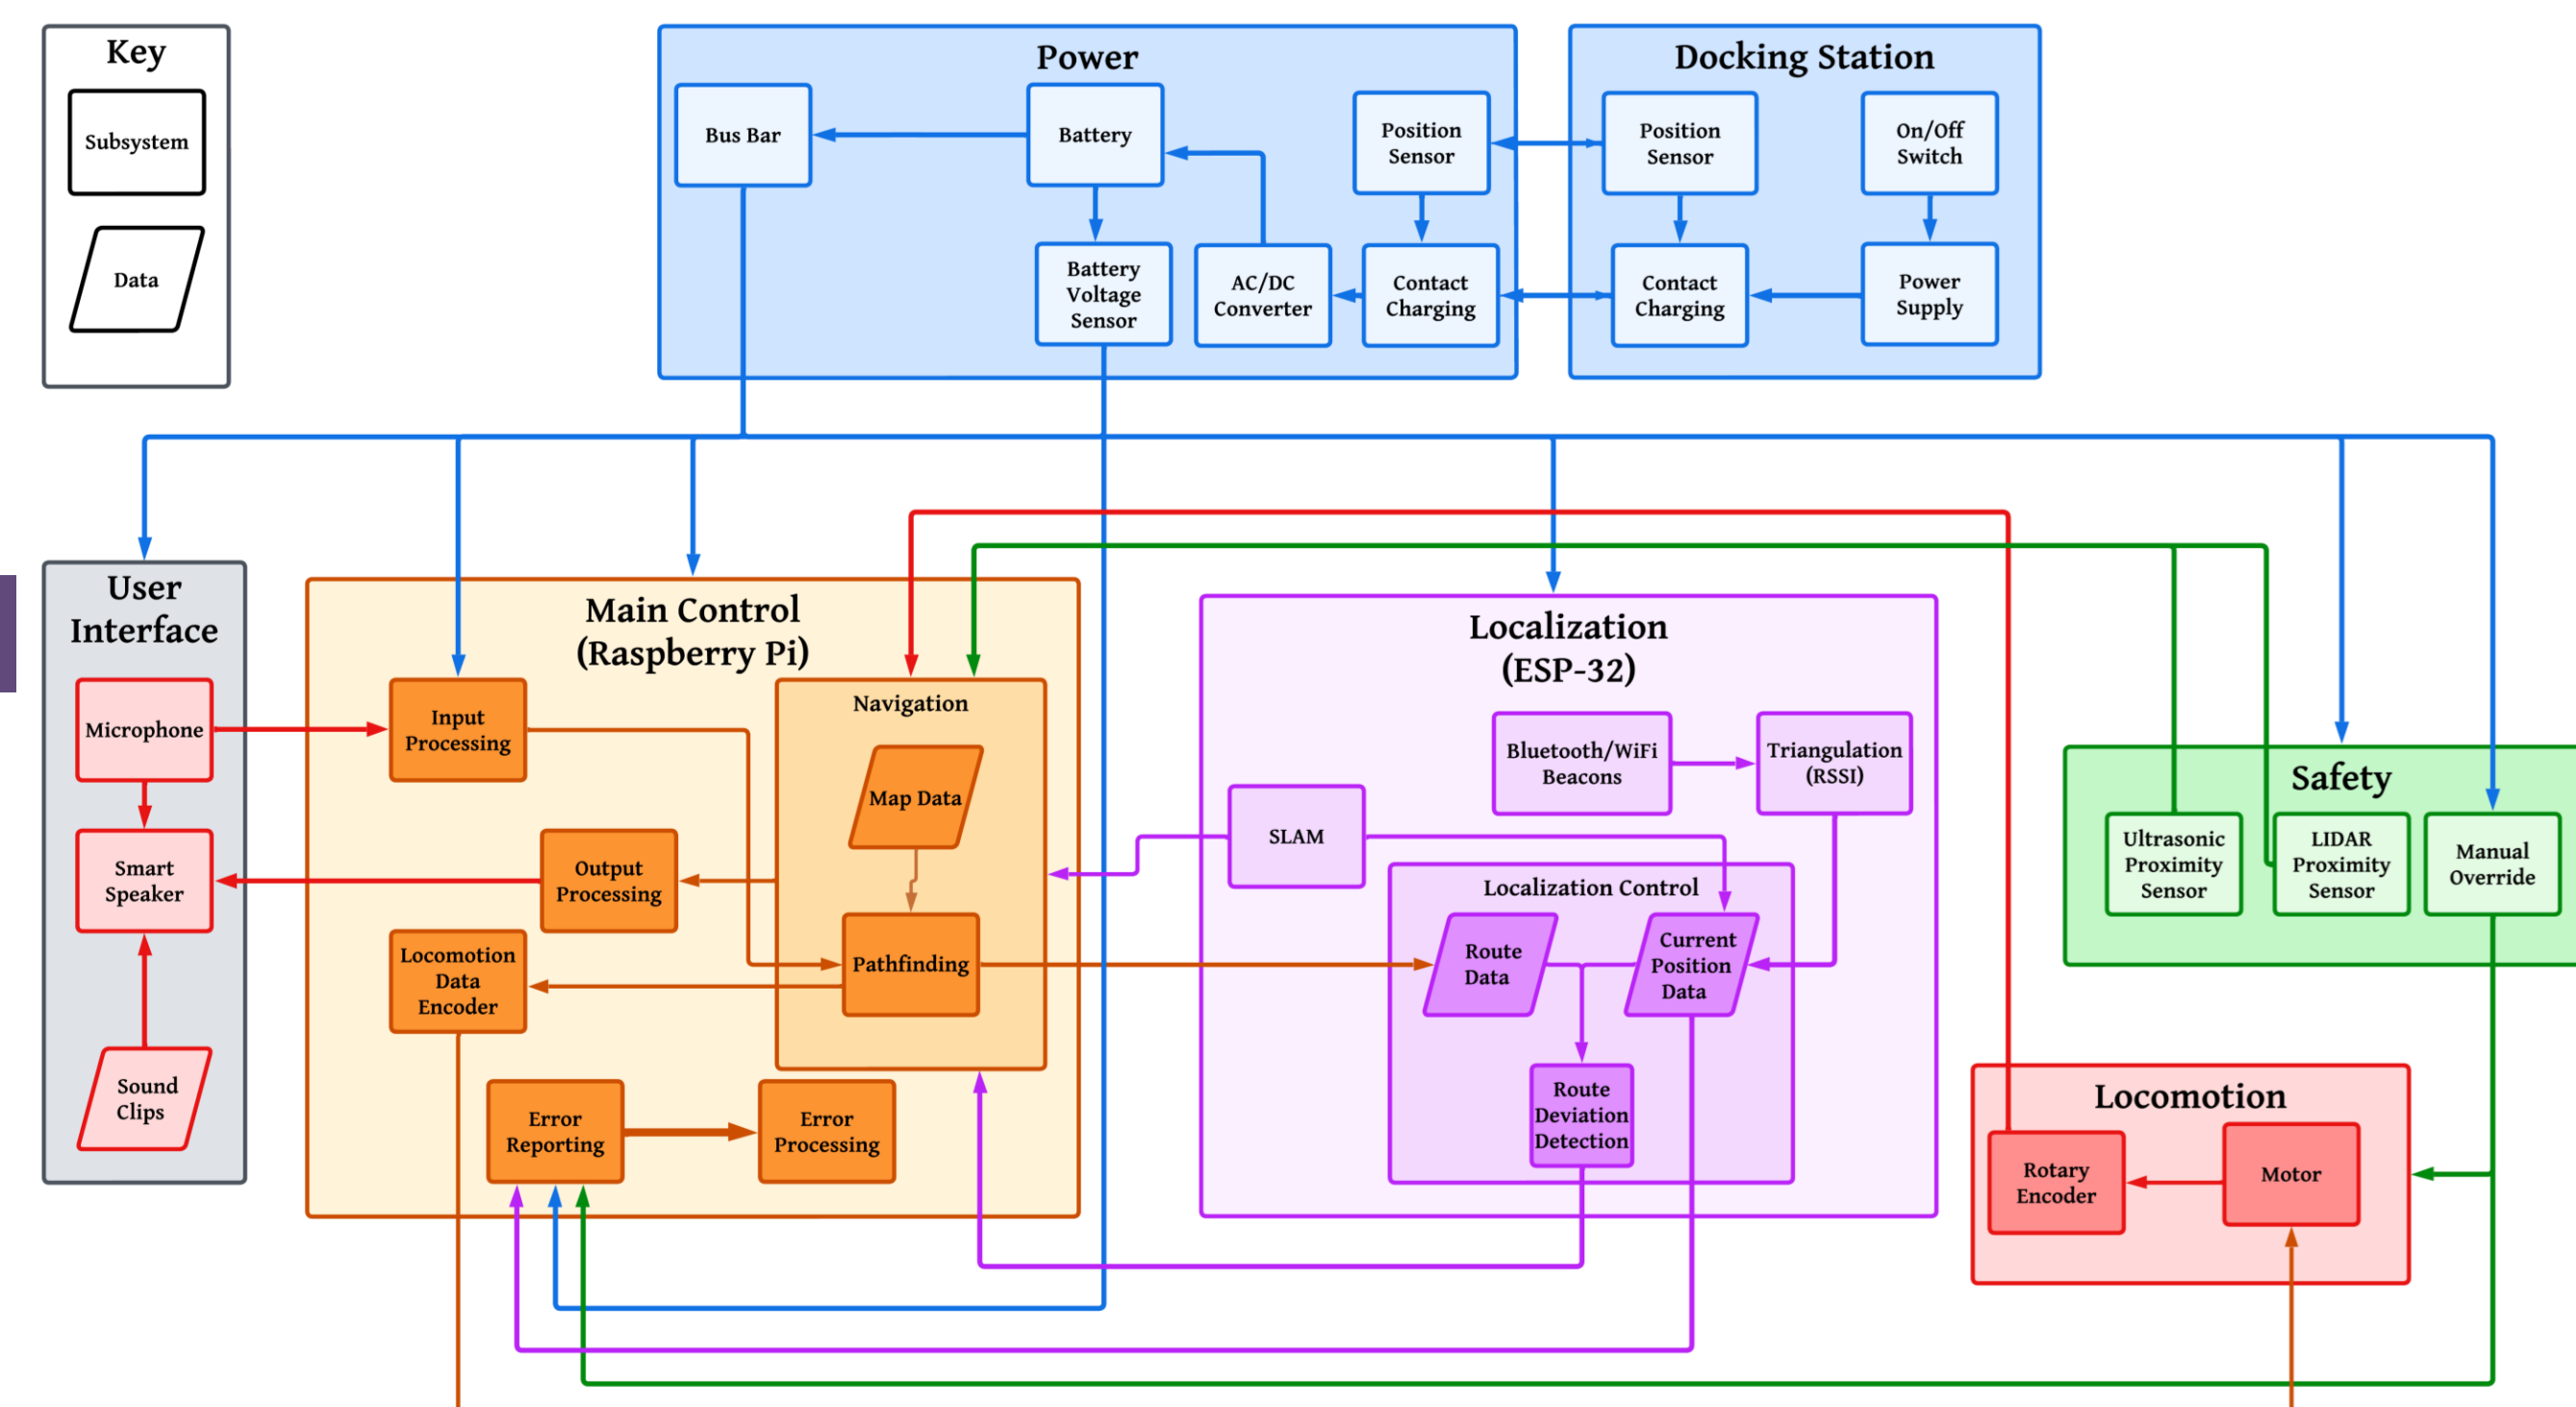 Key
Subsystem
Data
Power
Bus Bar
Battery
Position
Sensor
Battery
Voltage
Sensor
AC/DC
Converter
Contact
Charging
Docking Station
Position
Sensor
On/Off
Switch
Contact
Charging
Power
Supply
User
Interface
Microphone
Smart
Speaker
Sound
Clips
Main Control
(Raspberry Pi)
Input
Processing
Navigation
Map Data
Output
Processing
Pathfinding
Locomotion
Data
Encoder
Error
Reporting
Error
Processing
Localization
(ESP-32)
Bluetooth/WiFi
Beacons
Triangulation
(RSSI)
SLAM
Localization Control
Route
Data
Current
Position
Data
Route
Deviation
Detection
Safety
Ultrasonic
Proximity
Sensor
LIDAR
Proximity
Sensor
Manual
Override
Locomotion
Rotary
Encoder
Motor